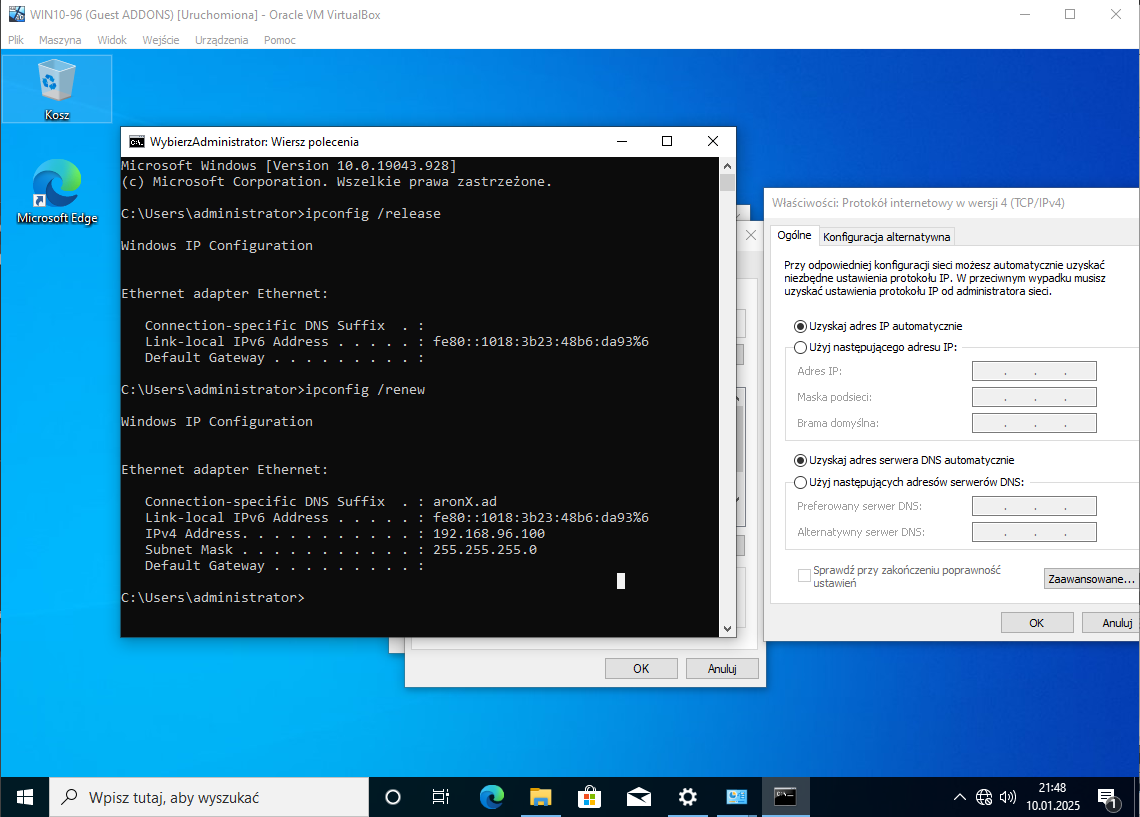 WIN10-96 (Guest ADDONS) [Uruchomiona] - Oracle VM VirtualBox
Plik Maszyna Widok Wejście Urządzenia Pomoc
Kosz
Microsoft Edge
WybierzAdministrator: Wiersz polecenia
Microsoft Windows [Version 10.0.19043.928]
(c) Microsoft Corporation. Wszelkie prawa zastrzeżone.
C:\Users\administrator>ipconfig /release
Windows IP Configuration
Ethernet adapter Ethernet:
Connection-specific DNS Suffix . :
Link-local IPv6 Address . . . . . : fe80::1018:3b23:48b6:da93%6
Default Gateway . . . . . . . . . :
C:\Users\administrator>ipconfig /renew
Windows IP Configuration
Ethernet adapter Ethernet:
Connection-specific DNS Suffix . : aronX.ad
Link-local IPv6 Address . . . . . : fe80::1018:3b23:48b6:da93%6
IPv4 Address. . . . . . . . . . . : 192.168.96.100
Subnet Mask . . . . . . . . . . . : 255.255.255.0
Default Gateway . . . . . . . . . :
C:\Users\administrator>
OK Anuluj
Właściwości: Protokół internetowy w wersji 4 (TCP/IPv4)
Ogólne Konfiguracja alternatywna
Przy odpowiedniej konfiguracji sieci możesz automatycznie uzyskać
niezbędne ustawienia protokołu IP. W przeciwnym wypadku musisz
uzyskać ustawienia protokołu IP od administratora sieci.
Uzyskaj adres IP automatycznie
Użyj następującego adresu IP:
Adres IP:
Maska podsieci:
Brama domyślna:
Uzyskaj adres serwera DNS automatycznie
Użyj następujących adresów serwerów DNS:
Preferowany serwer DNS:
Alternatywny serwer DNS:
Sprawdź przy zakończeniu poprawność
ustawień
Zaawansowane...
OK Anuluj
Wpisz tutaj, aby wyszukać
21:48
10.01.2025
1